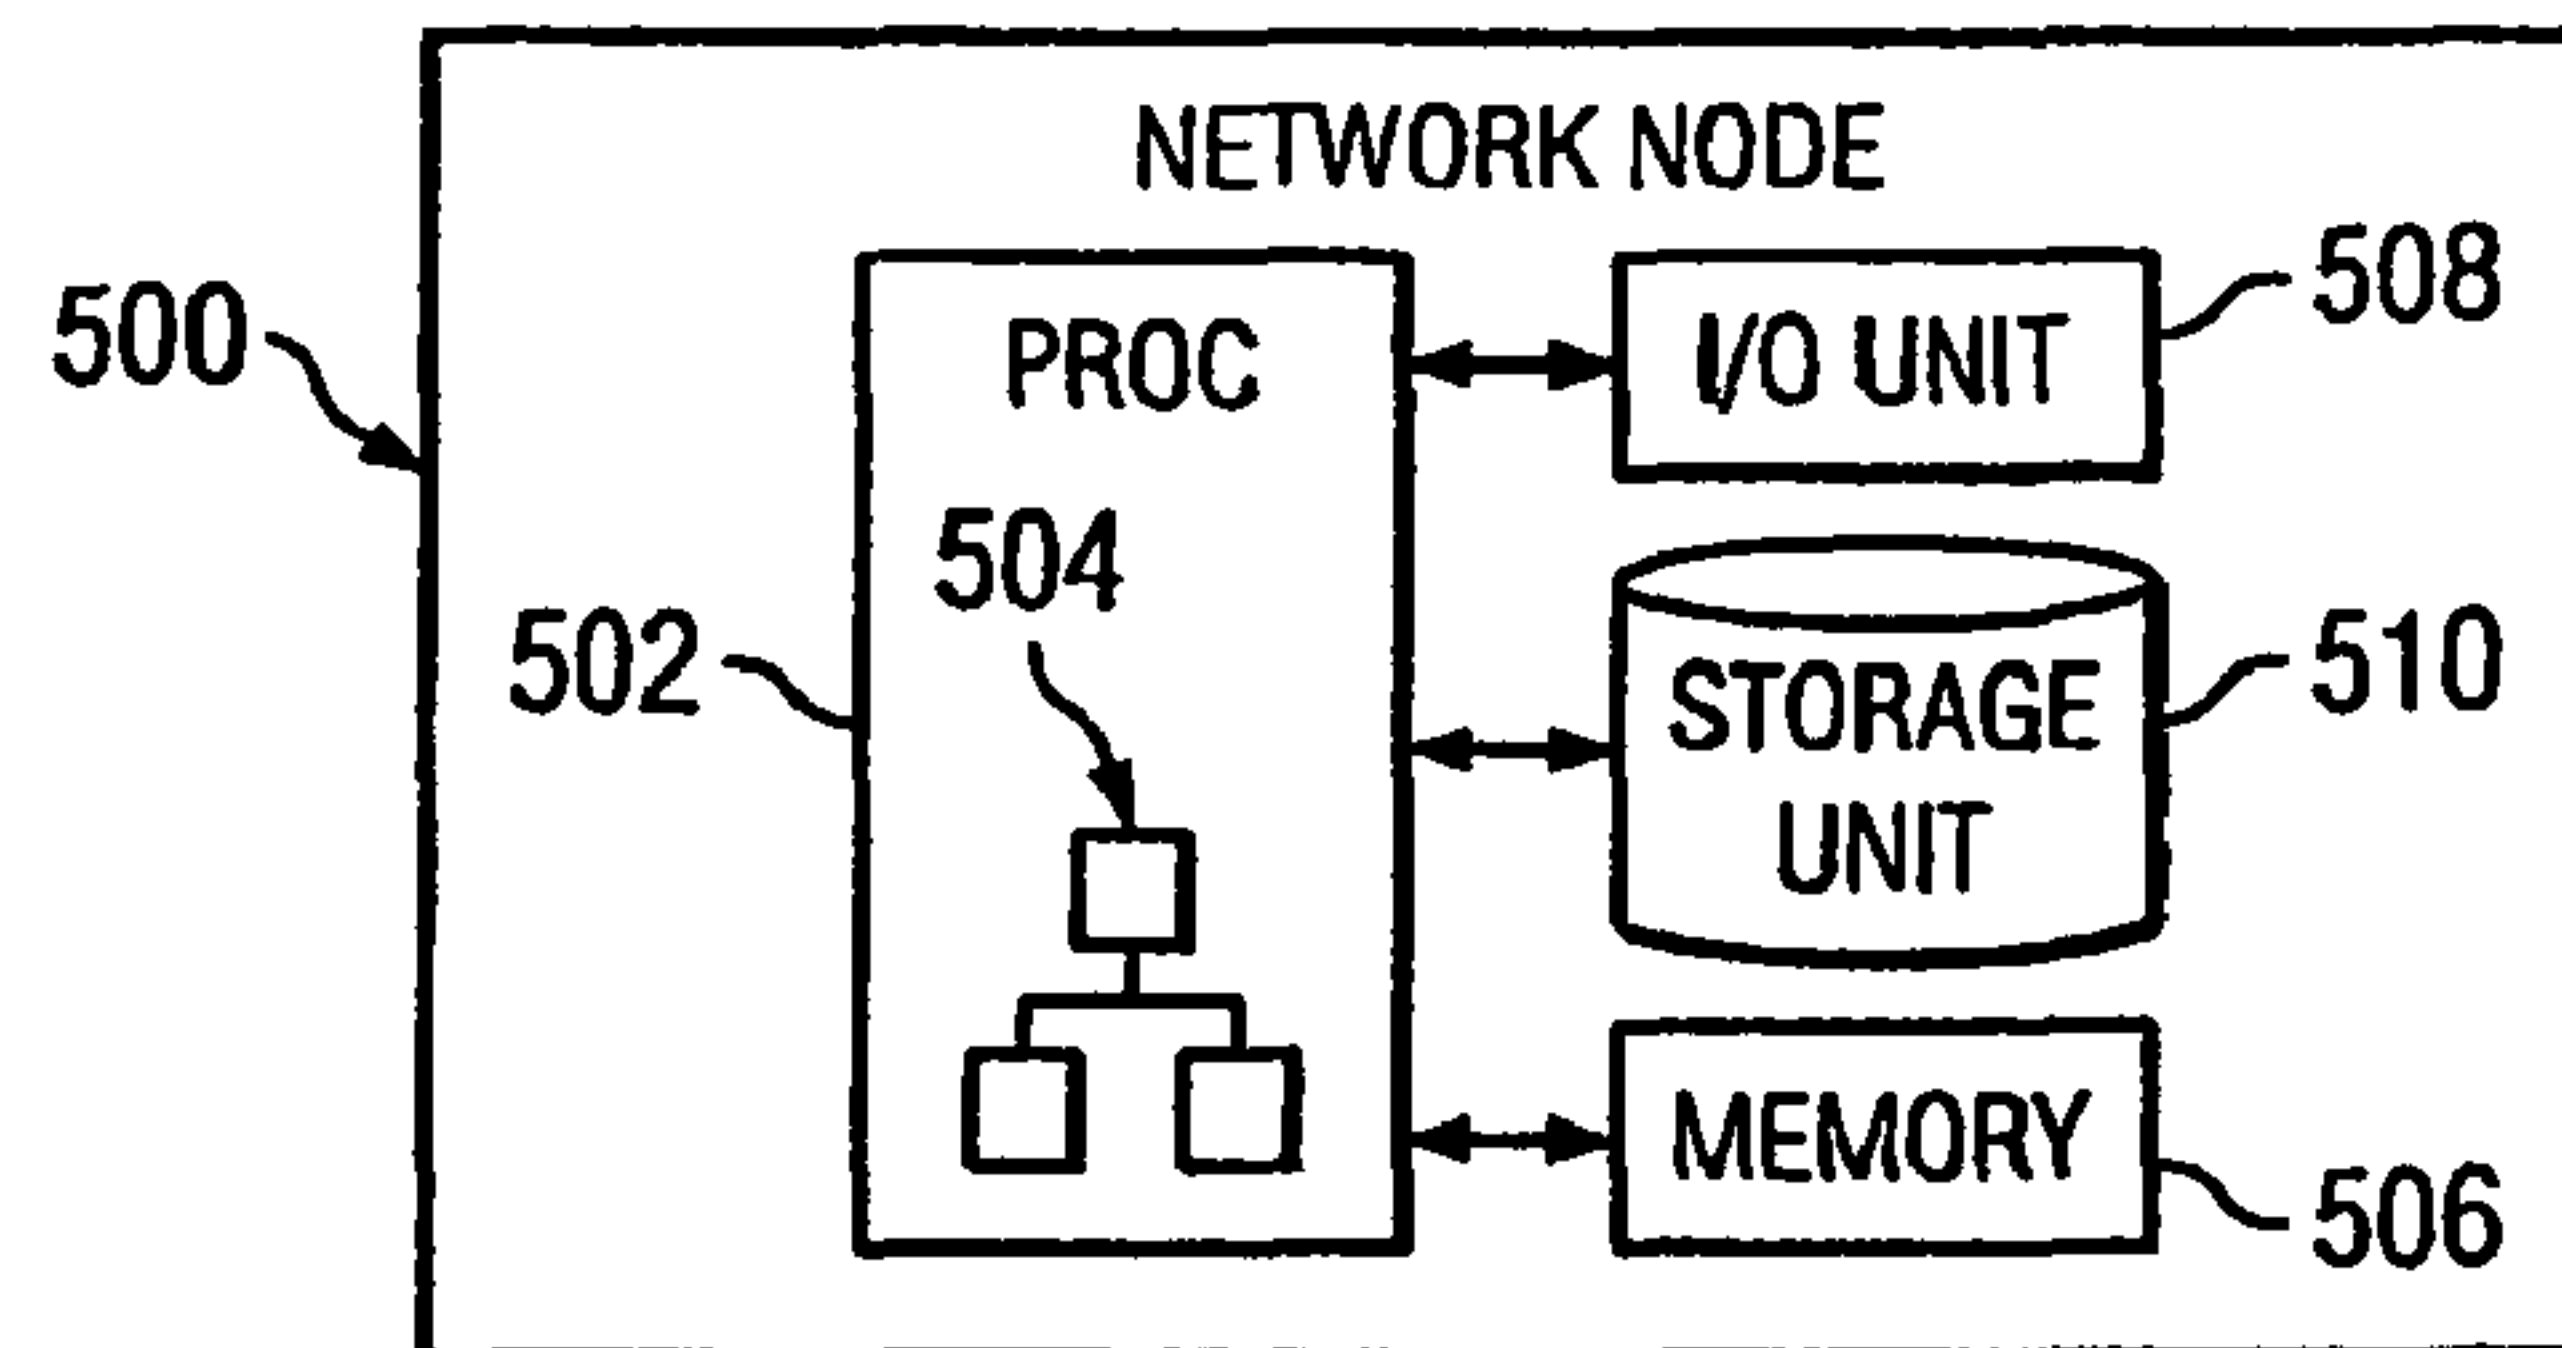 NETWORK NODE
500
PROC
I/O UNIT
508
504
502
STORAGE
UNIT
510
MEMORY
506